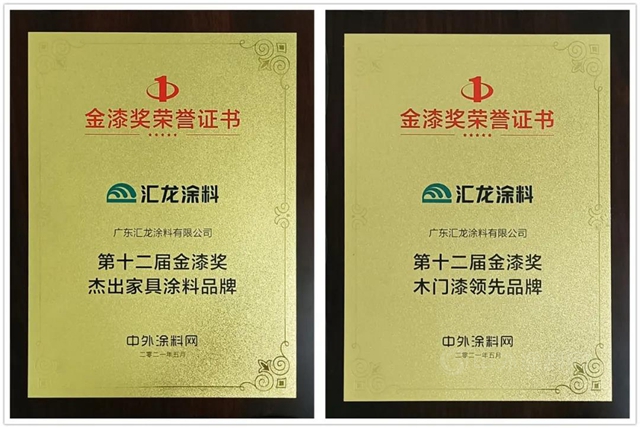 金漆奖荣誉证书
汇龙涂料
广东汇龙涂料有限公司
第十二届金漆奖
杰出家具涂料品牌
中外涂料网
二零二一年五月
金漆奖荣誉证书
汇龙涂料
广东汇龙涂料有限公司
第十二届金漆奖
木门漆领先品牌
中外涂料网
二零二一年五月